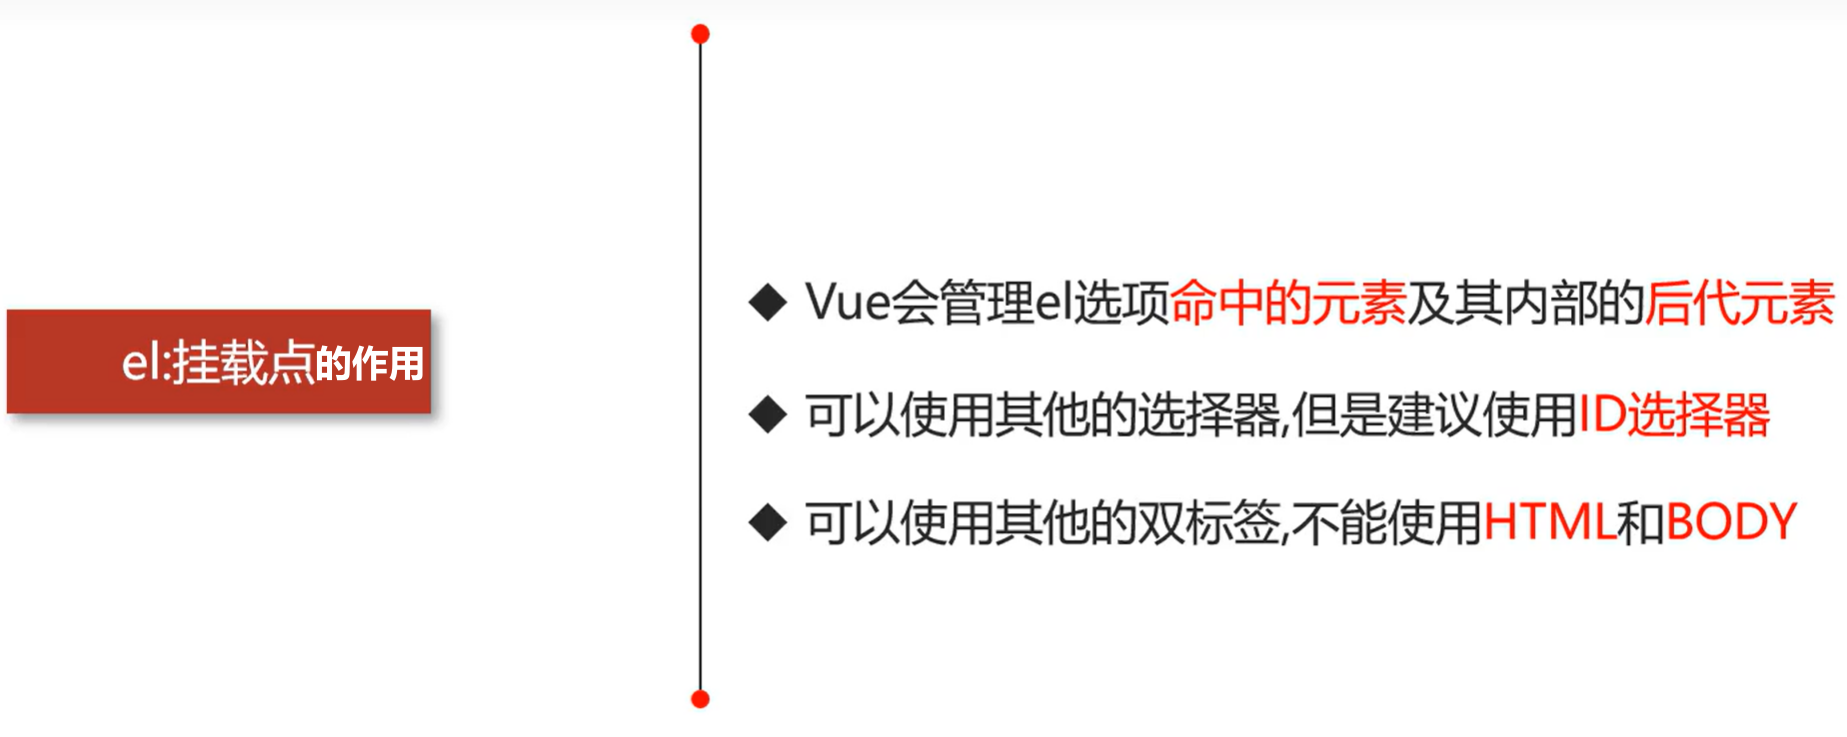 el:挂载点的作用
Vue会管理el选项命中的元素及其内部的后代元素
可以使用其他的选择器,但是建议使用ID选择器
可以使用其他的双标签,不能使用HTML和BODY